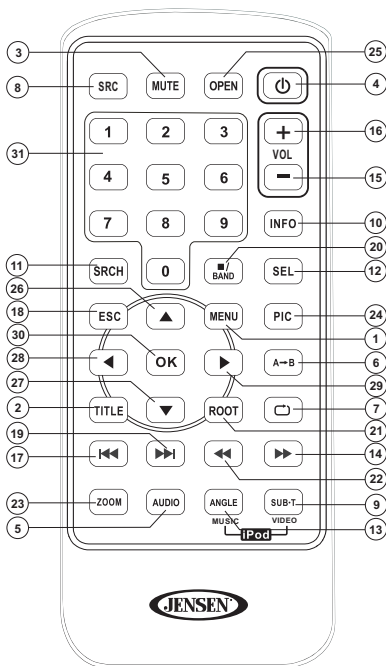 3
25
8
SRC
MUTE
OPEN
4
1
2
3
+
16
31
VOL
4
5
6
−
15
7
8
9
INFO
10
20
11
SRCH
0
■/
BAND
SEL
12
26
18
ESC
MENU
PIC
24
30
1
28
OK
A→B
6
27
29
2
TITLE
ROOT
7
19
21
17
14
22
23
ZOOM
AUDIO
ANGLE
SUB·T
9
5
MUSIC
iPod
VIDEO
13
JENSEN